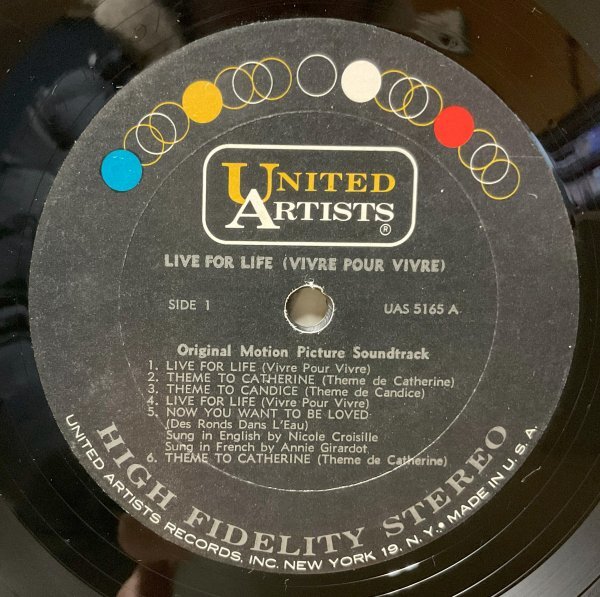 UNITED
ARTISTS
®
LIVE FOR LIFE (VIVRE POUR VIVRE)
SIDE 1
UAS 5165 A
Original Motion Picture Soundtrack
1. LIVE FOR LIFE (Vivre Pour Vivre)
2. THEME TO CATHERINE (Theme de Catherine)
3. THEME TO CANDICE (Theme de Candice)
4. LIVE FOR LIFE (Vivre Pour Vivre)
5. NOW YOU WANT TO BE LOVED
(Des Ronds Dans L'Eau)
Sung in English by Nicole Croisille
Sung in French by Annie Girardot
6. THEME TO CATHERINE (Theme de Catherine)
HIGH FIDELITY STEREO
UNITED ARTISTS RECORDS, INC. NEW YORK 19, N.Y. • MADE IN U.S.A.